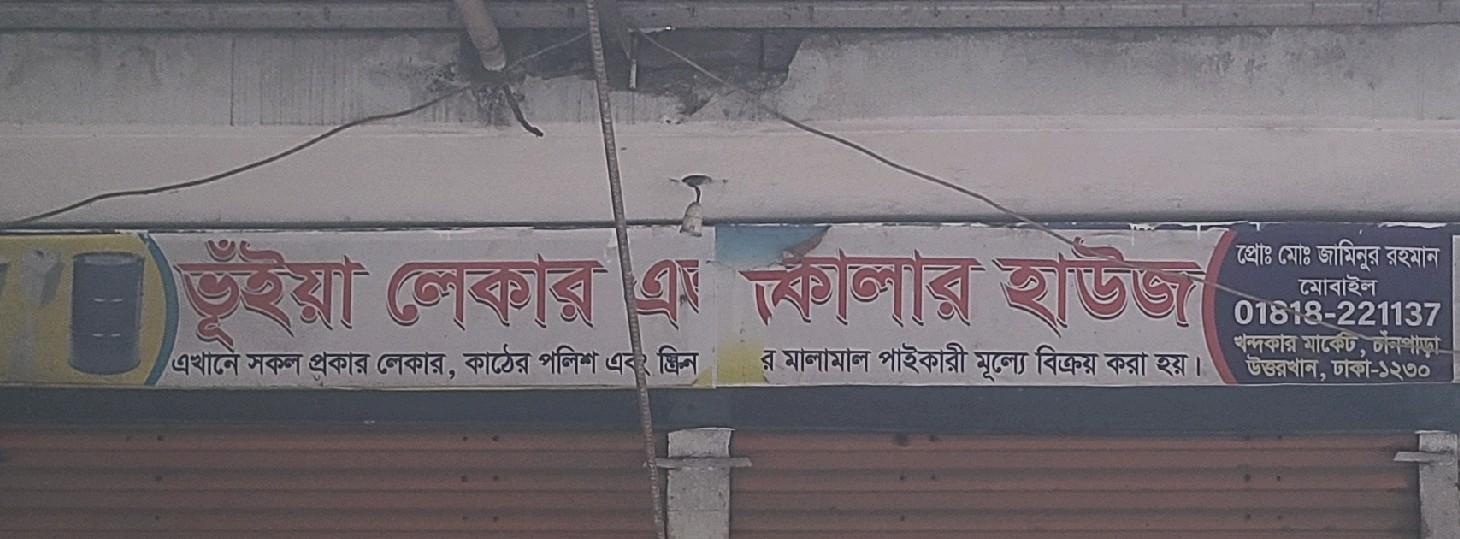 ভূঁইয়া লেকার এন্ড কালার হাউজ
এখানে সকল প্রকার লেকার, কাঠের পলিশ এবং স্ক্রিন র মালামাল পাইকারী মূল্যে বিক্রয় করা হয়।
প্রোঃ মোঃ জামিনুর রহমান
মোবাইল
01818-221137
খন্দকার মার্কেট, চাঁনপাড়া
উত্তরখান, ঢাকা-১২৩০